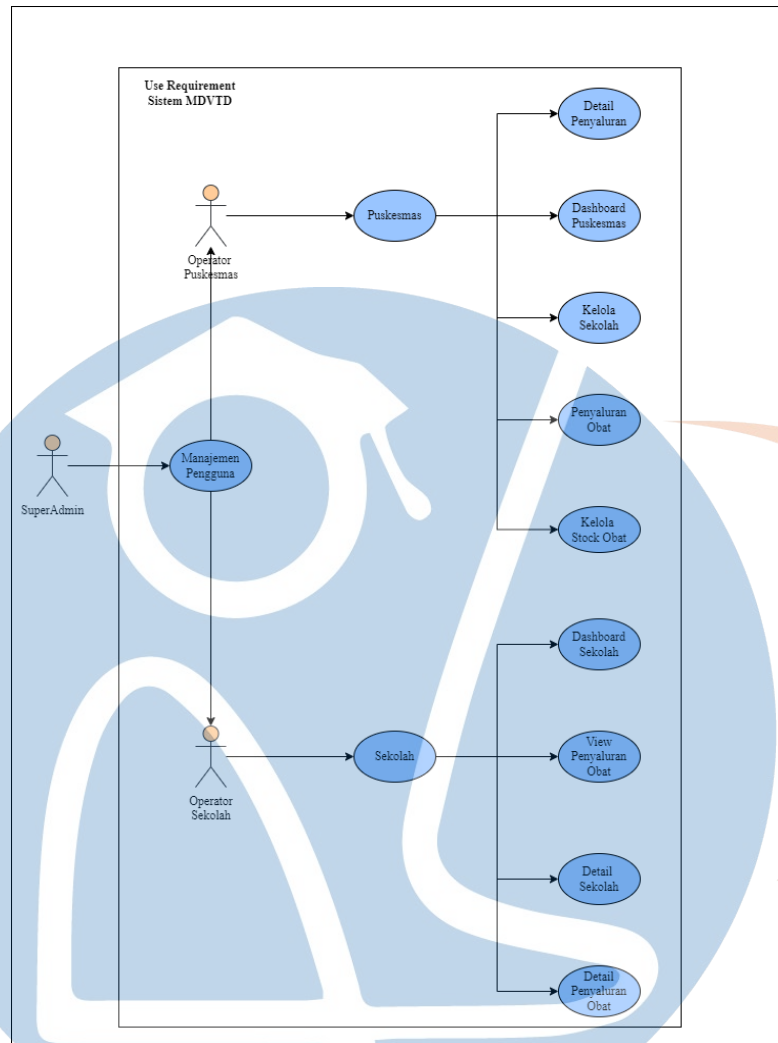 Use Requirement
Sistem MDVTD
Detail
Penyaluran
Puskesmas
Dashboard
Puskesmas
Operator
Puskesmas
Kelola
Sekolah
Penyaluran
Obat
Manajemen
Pengguna
SuperAdmin
Kelola
Stock Obat
Dashboard
Sekolah
Sekolah
View
Penyaluran
Obat
Operator
Sekolah
Detail
Sekolah
Detail
Penyaluran
Obat